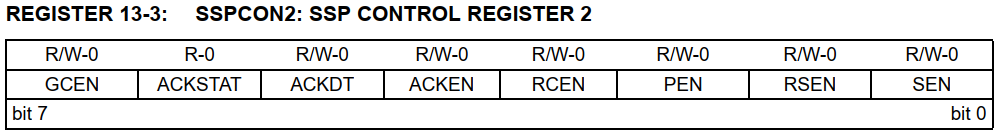 REGISTER 13-3: SSPCON2: SSP CONTROL REGISTER 2
R/W-0 R-0 R/W-0 R/W-0 R/W-0 R/W-0 R/W-0 R/W-0
GCEN ACKSTAT ACKDT ACKEN RCEN PEN RSEN SEN
bit 7 bit 0